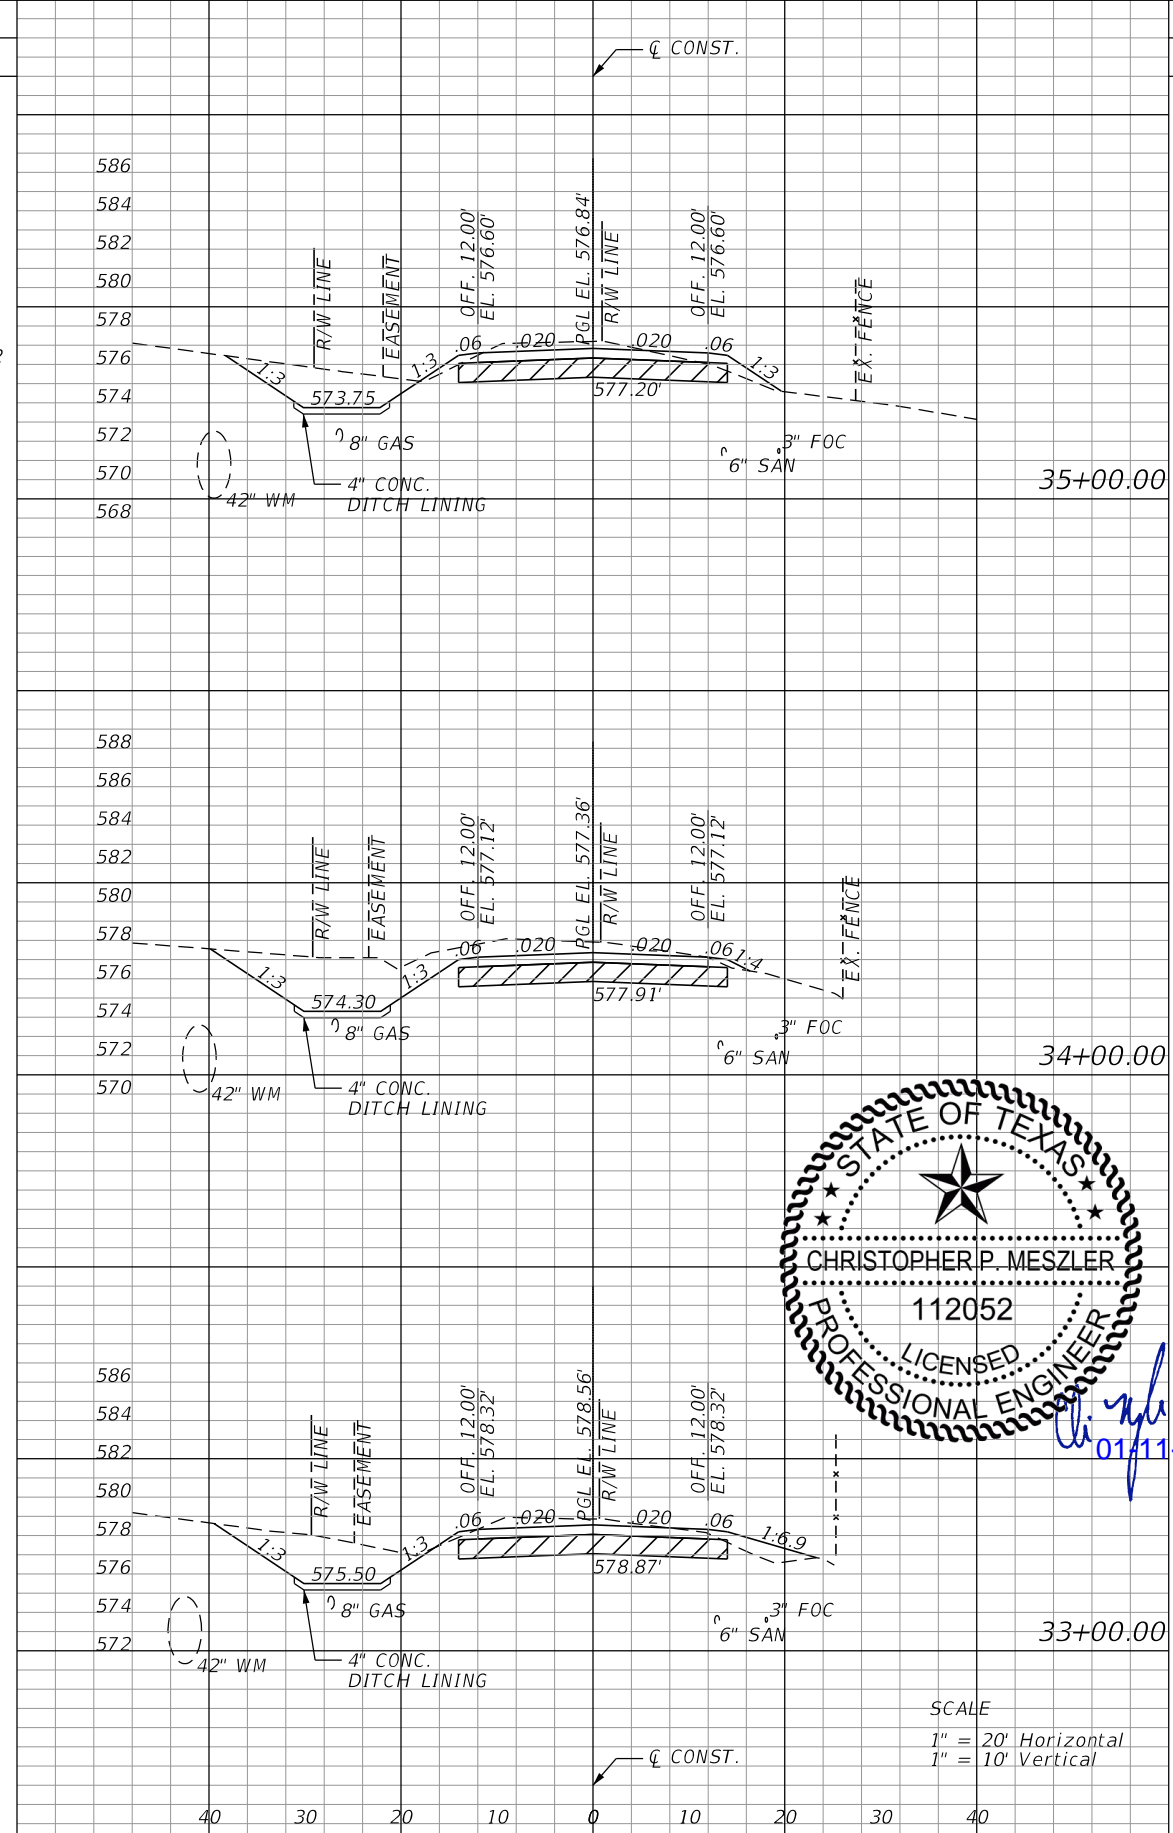 ℄ CONST.
586
584
582
580
578
576
574
572
570
568
R/W LINE
EASEMENT
OFF. 12.00'
EL. 576.60'
PGL EL. 576.84'
R/W LINE
OFF. 12.00'
EL. 576.60'
EX. FENCE
1:3
573.75
1:3
.06
.020
.020
.06
1:3
577.20'
8" GAS
42" WM
4" CONC.
DITCH LINING
3" FOC
6" SAN
35+00.00
588
586
584
582
580
578
576
574
572
570
R/W LINE
EASEMENT
OFF. 12.00'
EL. 577.12'
PGL EL. 577.36'
R/W LINE
OFF. 12.00'
EL. 577.12'
EX. FENCE
1:3
574.30
1:3
.06
.020
.020
.06
1:4
577.91'
8" GAS
42" WM
4" CONC.
DITCH LINING
3" FOC
6" SAN
34+00.00
STATE OF TEXAS
CHRISTOPHER P. MESZLER
112052
LICENSED
PROFESSIONAL ENGINEER
01-11-
586
584
582
580
578
576
574
572
R/W LINE
EASEMENT
OFF. 12.00'
EL. 578.32'
PGL EL. 578.56'
R/W LINE
OFF. 12.00'
EL. 578.32'
1:3
575.50
1:3
.06
.020
.020
.06
1:6.9
578.87'
8" GAS
42" WM
4" CONC.
DITCH LINING
3" FOC
6" SAN
33+00.00
SCALE
1" = 20' Horizontal
1" = 10' Vertical
℄ CONST.
40 30 20 10 0 10 20 30 40